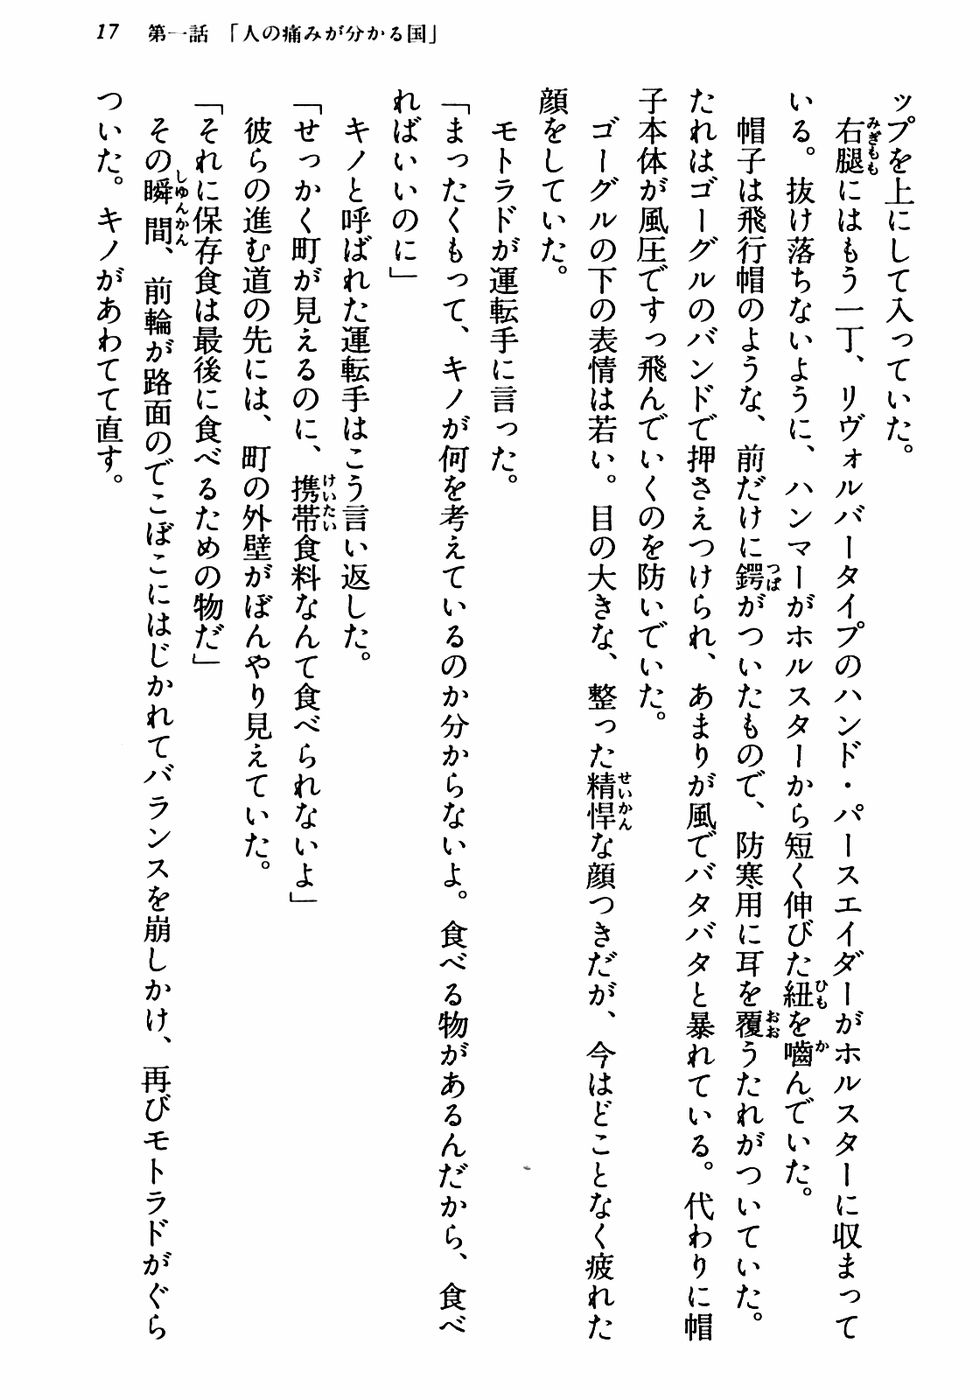 17 第一話 「人の痛みが分かる国」
ップを上にして入っていた。
右腿にはもう一丁、リヴォルバータイプのハンド・パースエイダーがホルスターに収まって
いる。抜け落ちないように、ハンマーがホルスターから短く伸びた紐を嚙んでいた。
帽子は飛行帽のような、前だけに鍔がついたもので、防寒用に耳を覆うたれがついていた。
たれはゴーグルのバンドで押さえつけられ、あまりが風でバタバタと暴れている。代わりに帽
子本体が風圧ですっ飛んでいくのを防いでいた。
ゴーグルの下の表情は若い。目の大きな、整った精悍な顔つきだが、今はどことなく疲れた
顔をしていた。
モトラドが運転手に言った。
「まったくもって、キノが何を考えているのか分からないよ。食べる物があるんだから、食べ
ればいいのに」
キノと呼ばれた運転手はこう言い返した。
「せっかく町が見えるのに、携帯食料なんて食べられないよ」
彼らの進む道の先には、町の外壁がぼんやり見えていた。
「それに保存食は最後に食べるための物だ」
その瞬間、前輪が路面のでこぼこにはじかれてバランスを崩しかけ、再びモトラドがぐら
ついた。キノがあわてて直す。